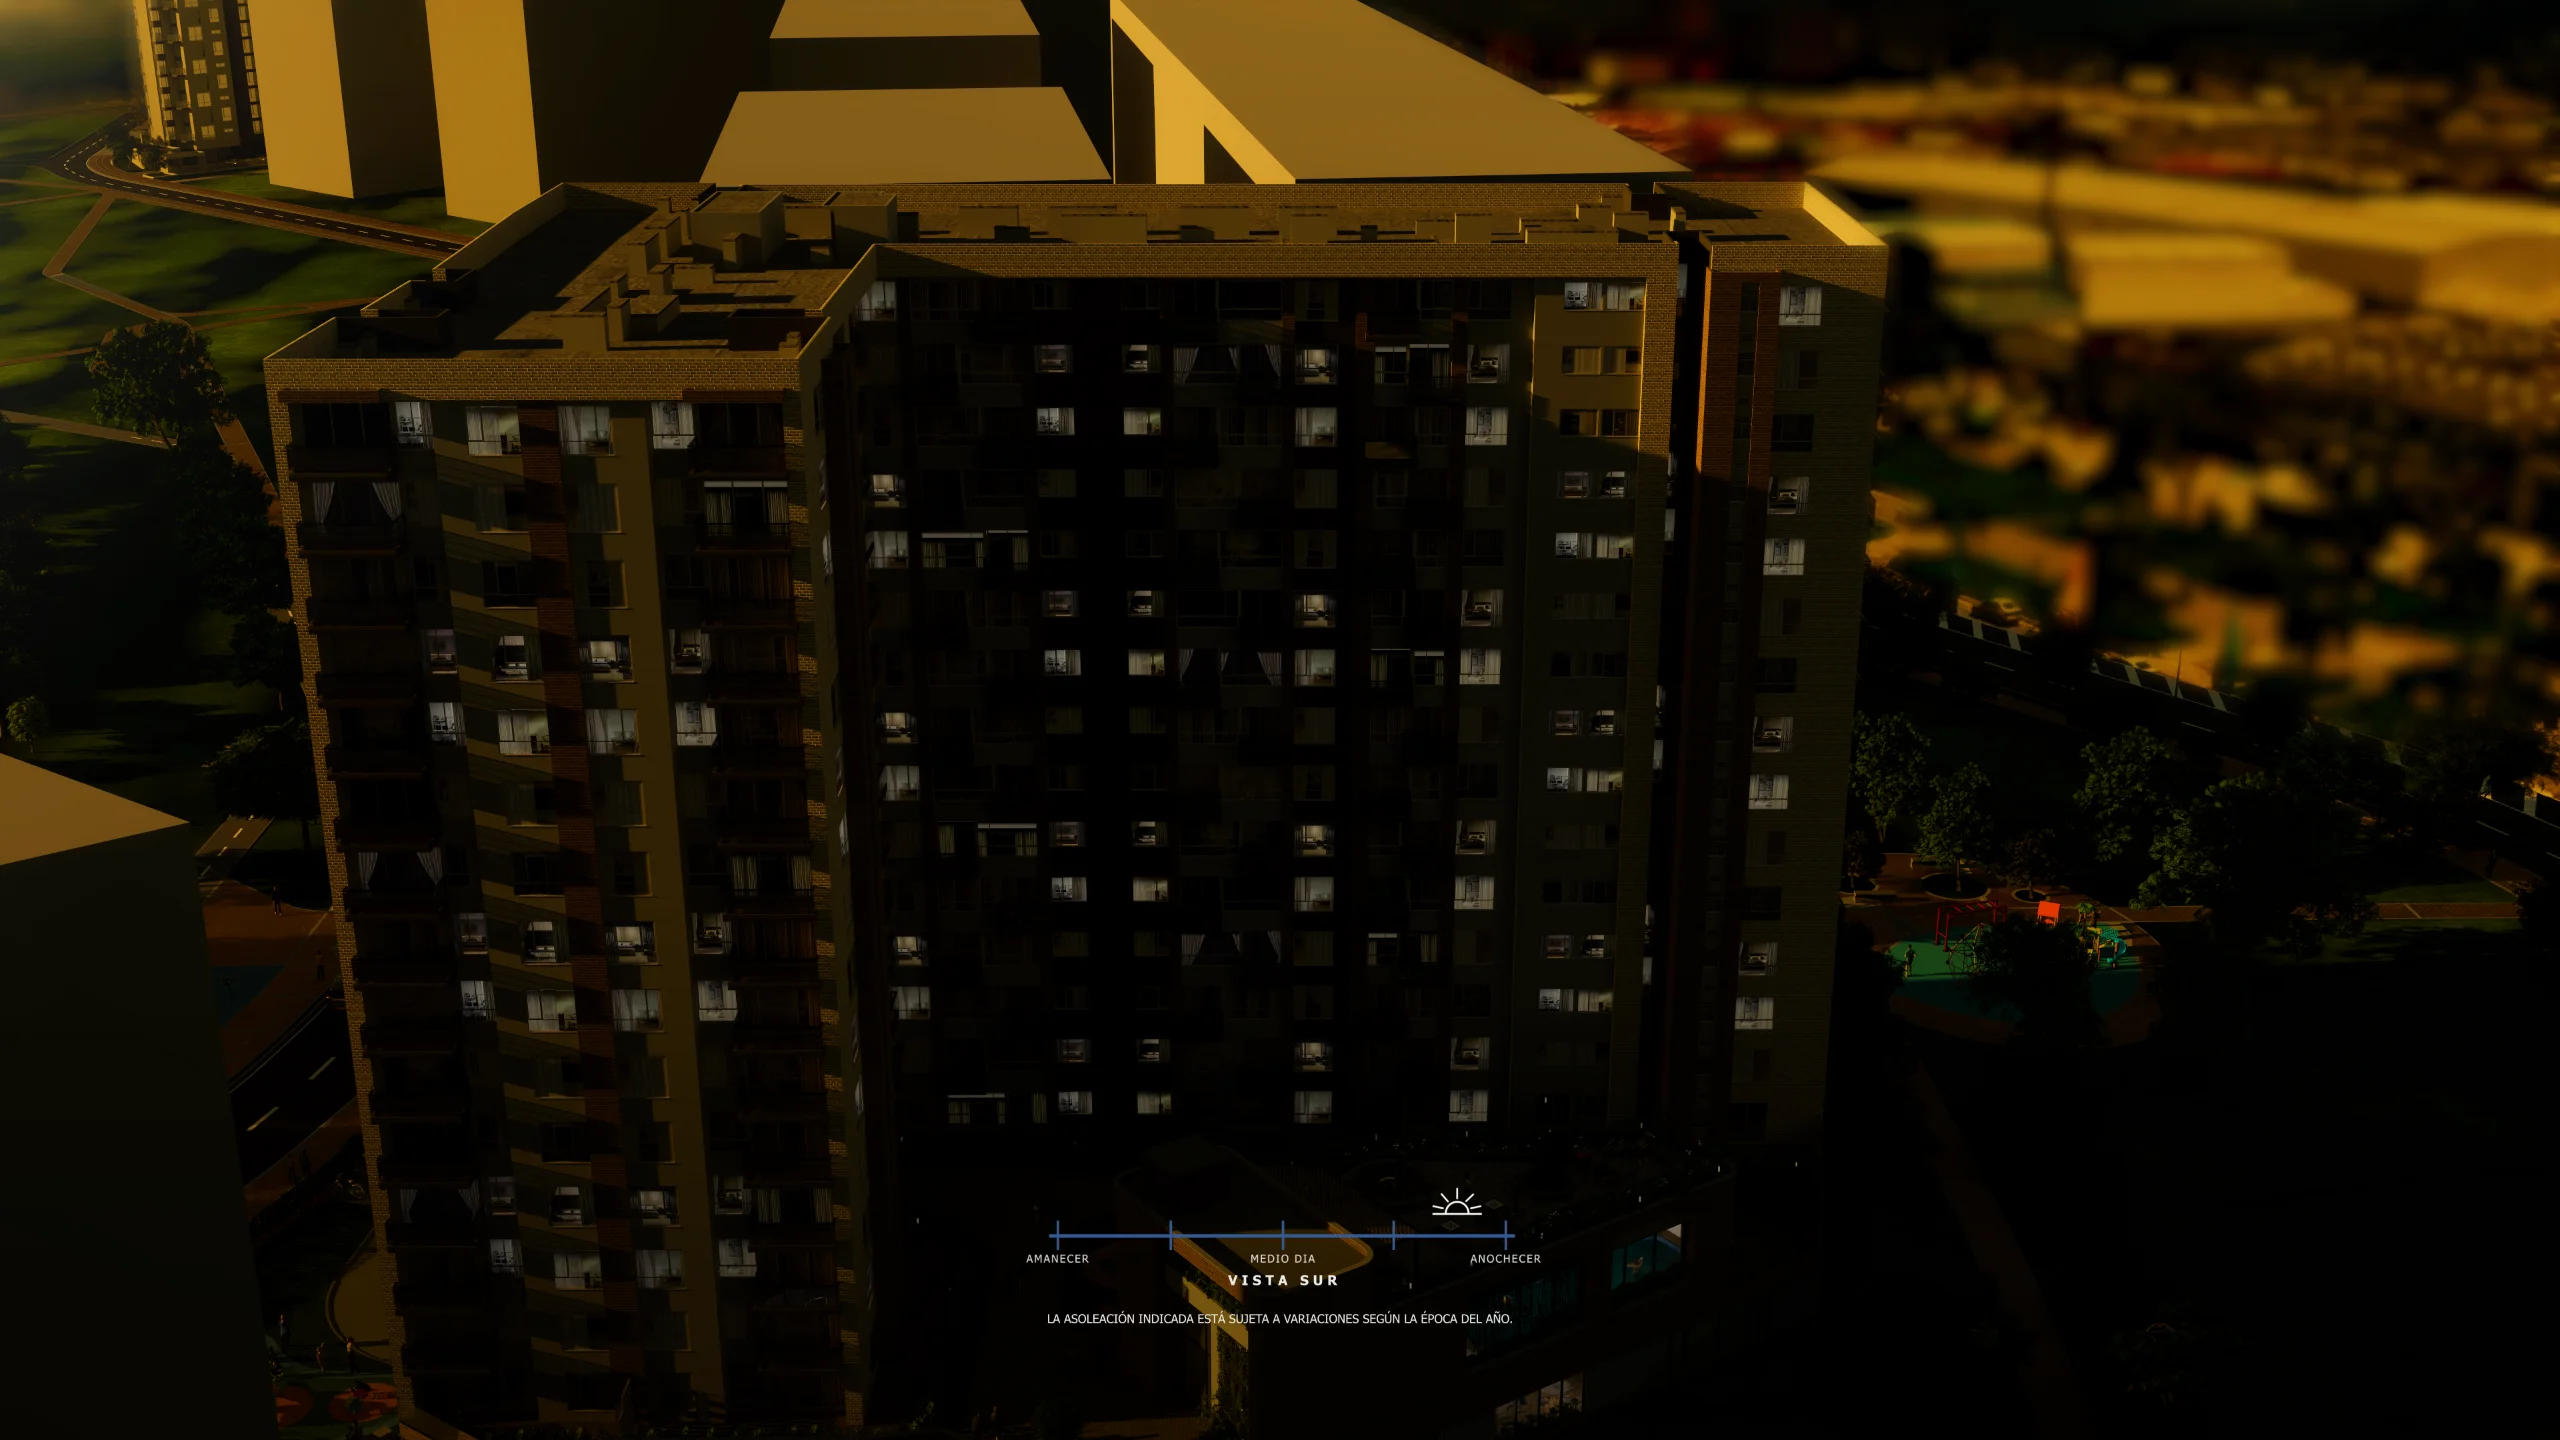 AMANECER
MEDIO DIA
ANOCHECER
VISTA SUR
LA ASOLEACIÓN INDICADA ESTÁ SUJETA A VARIACIONES SEGÚN LA ÉPOCA DEL AÑO.